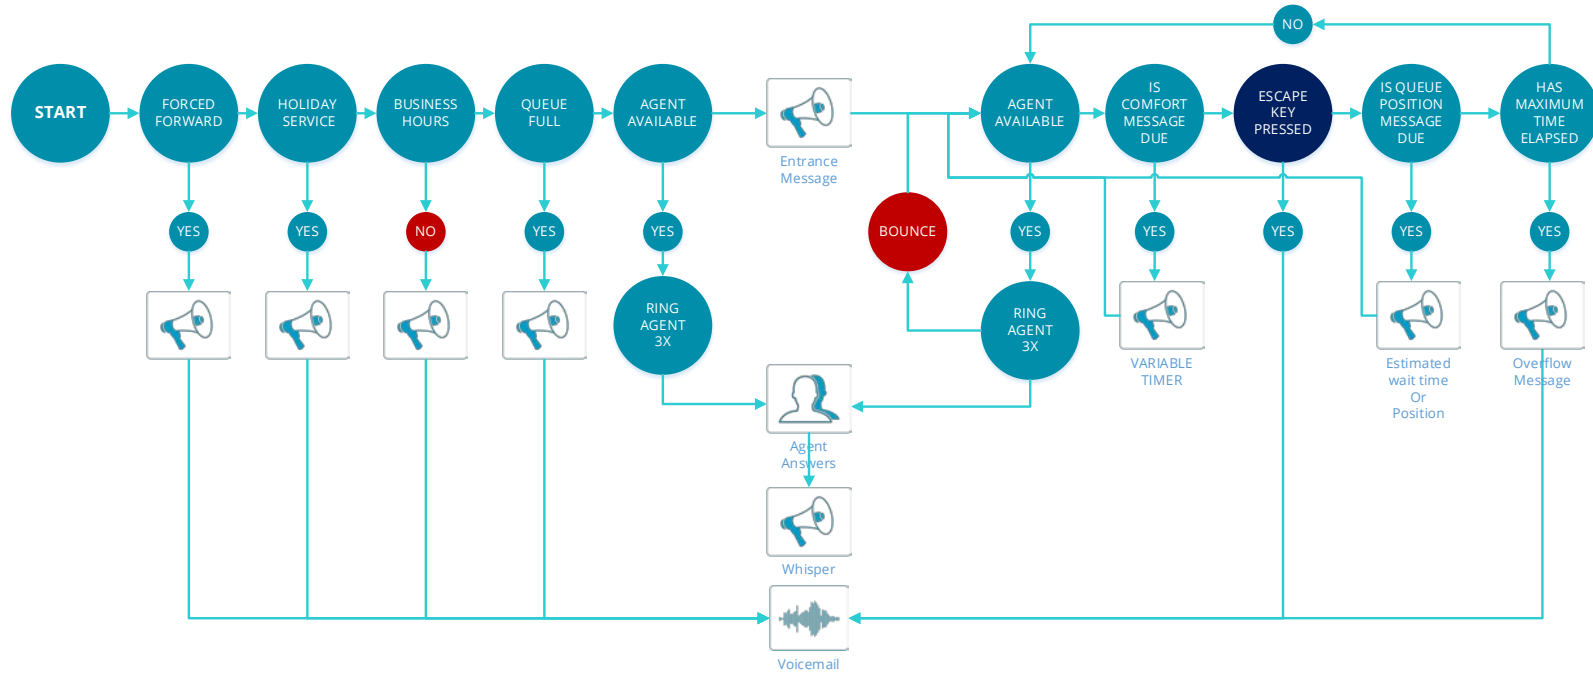 NO
START
FORCED
FORWARD
HOLIDAY
SERVICE
BUSINESS
HOURS
QUEUE
FULL
AGENT
AVAILABLE
Entrance
Message
AGENT
AVAILABLE
IS
COMFORT
MESSAGE
DUE
ESCAPE
KEY
PRESSED
IS QUEUE
POSITION
MESSAGE
DUE
HAS
MAXIMUM
TIME
ELAPSED
YES
YES
NO
YES
YES
BOUNCE
YES
YES
YES
YES
YES
RING
AGENT
3X
RING
AGENT
3X
VARIABLE
TIMER
Estimated
wait time
Or
Position
Overflow
Message
Agent
Answers
Whisper
Voicemail